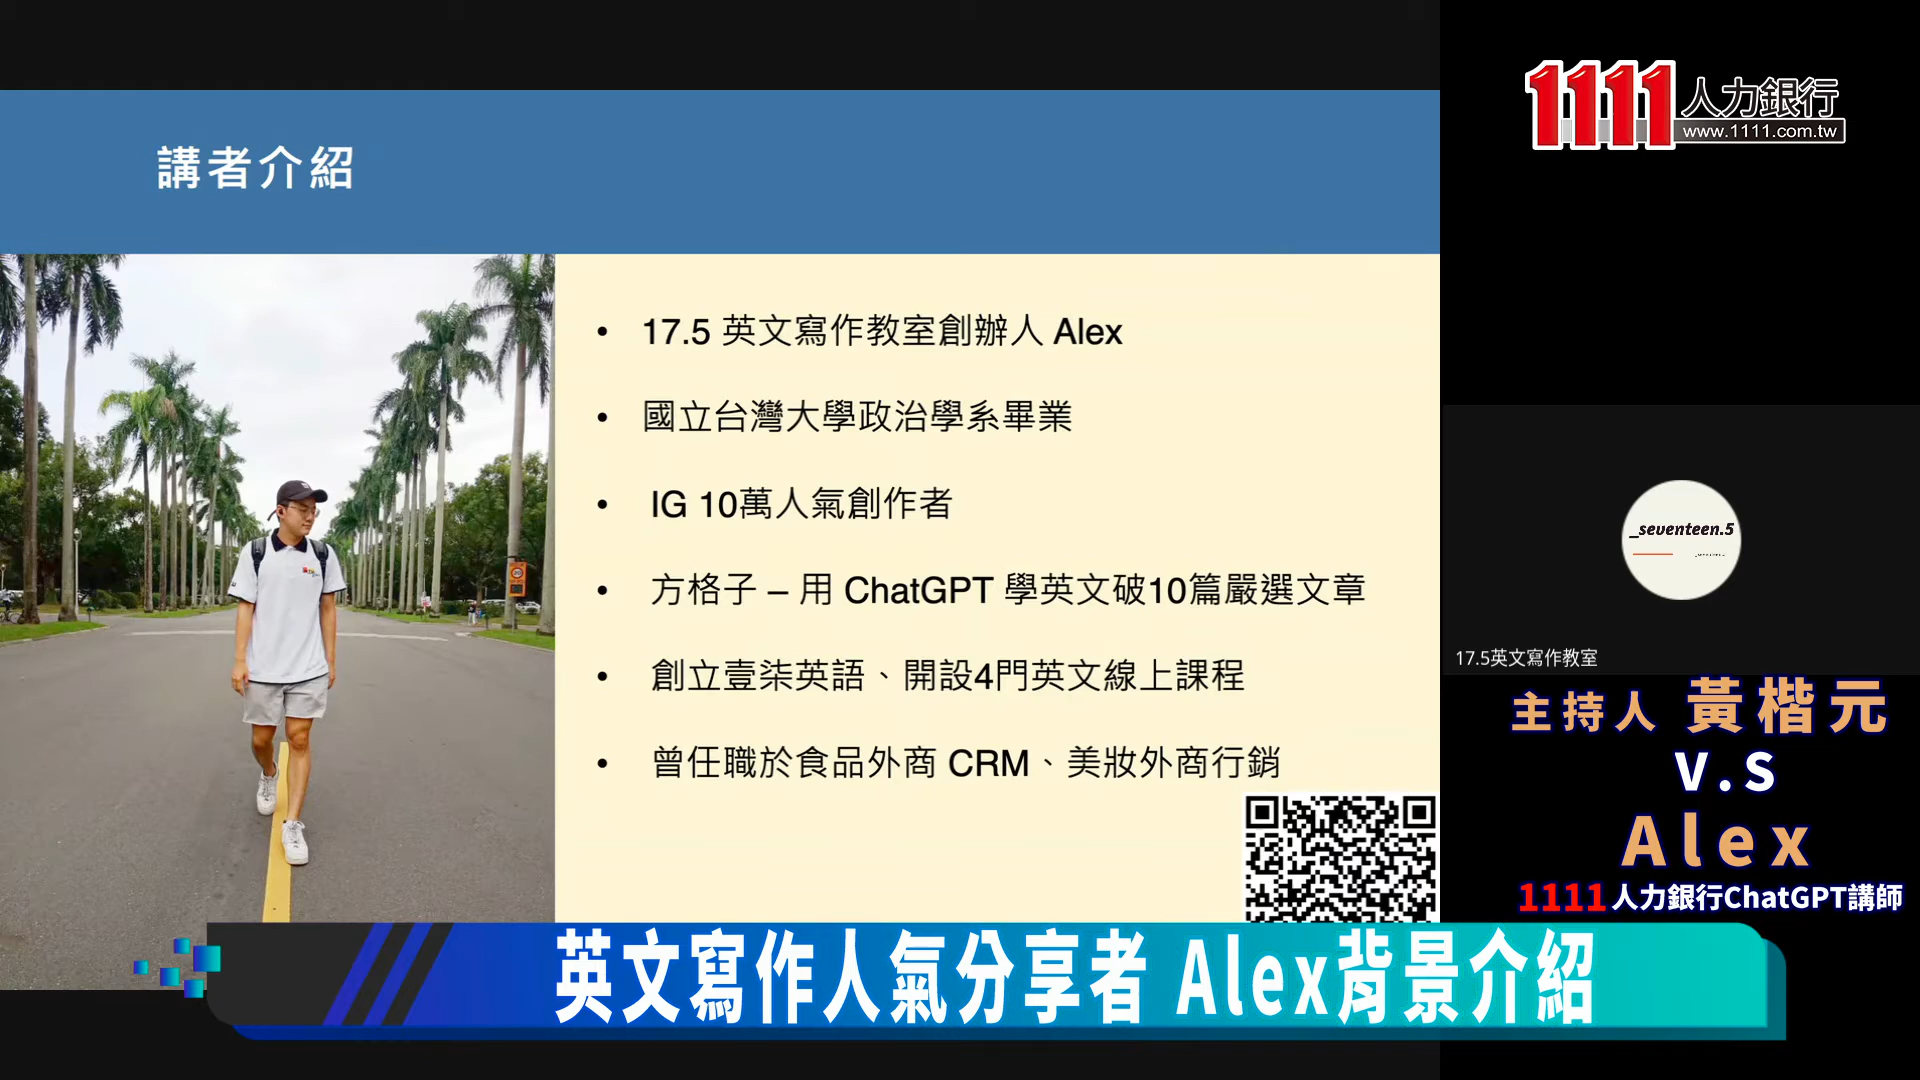 講者介紹
• 17.5 英文寫作教室創辦人 Alex
• 國立台灣大學政治學系畢業
• IG 10萬人氣創作者
• 方格子 – 用 ChatGPT 學英文破10篇嚴選文章
• 創立壹柒英語、開設4門英文線上課程
• 曾任職於食品外商 CRM、美妝外商行銷
1111 人力銀行
www.1111.com.tw
_seventeen.5
17.5英文寫作教室
主持人 黃楷元
V.S
Alex
1111人力銀行ChatGPT講師
英文寫作人氣分享者 Alex背景介紹